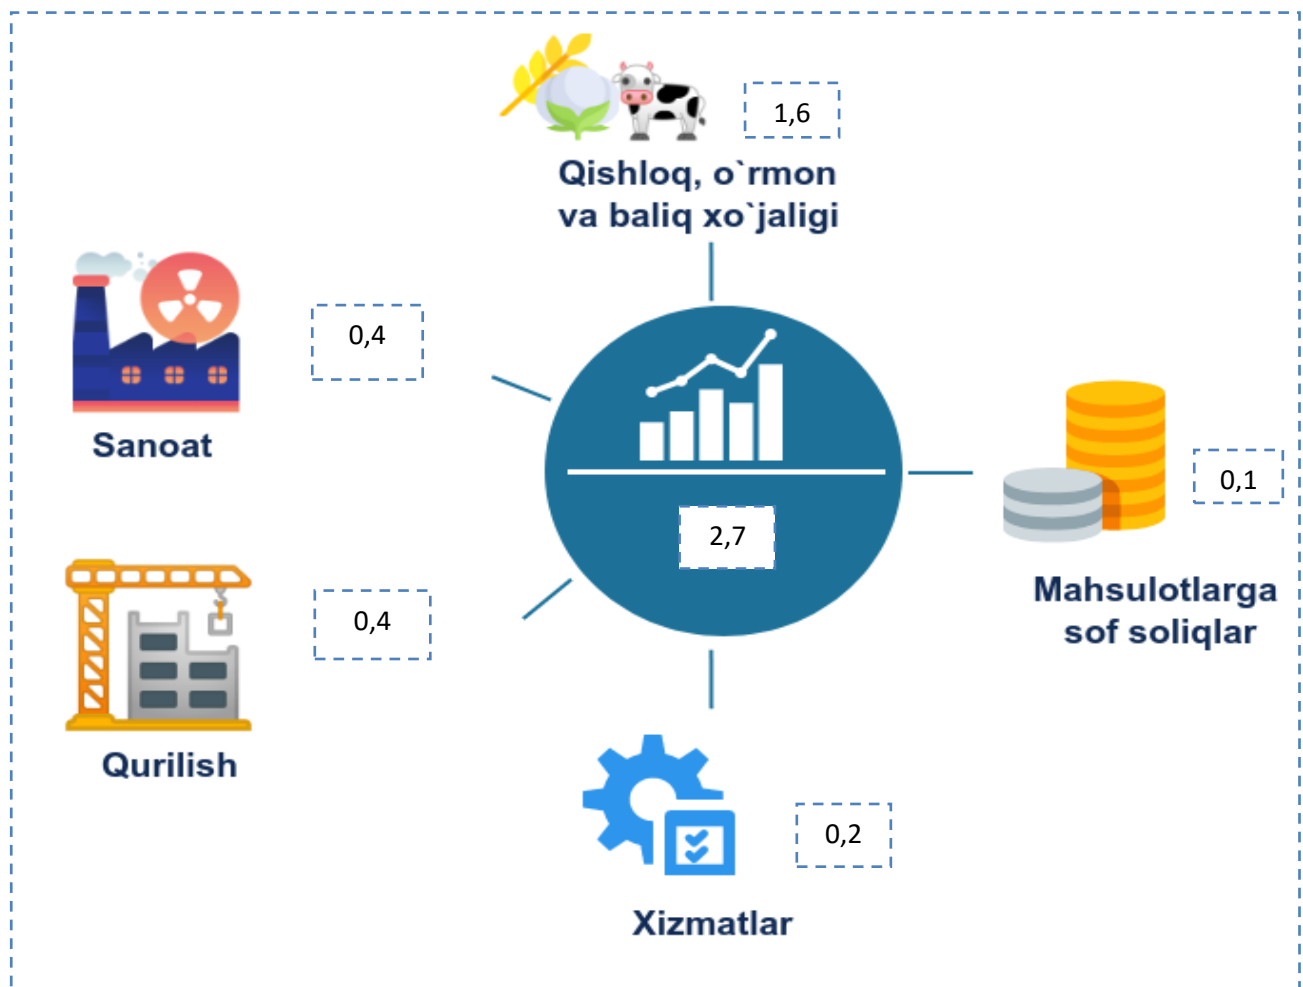 1,6
Qishloq, o`rmon
va baliq xo`jaligi
0,4
Sanoat
2,7
0,1
Mahsulotlarga
sof soliqlar
0,4
Qurilish
0,2
Xizmatlar